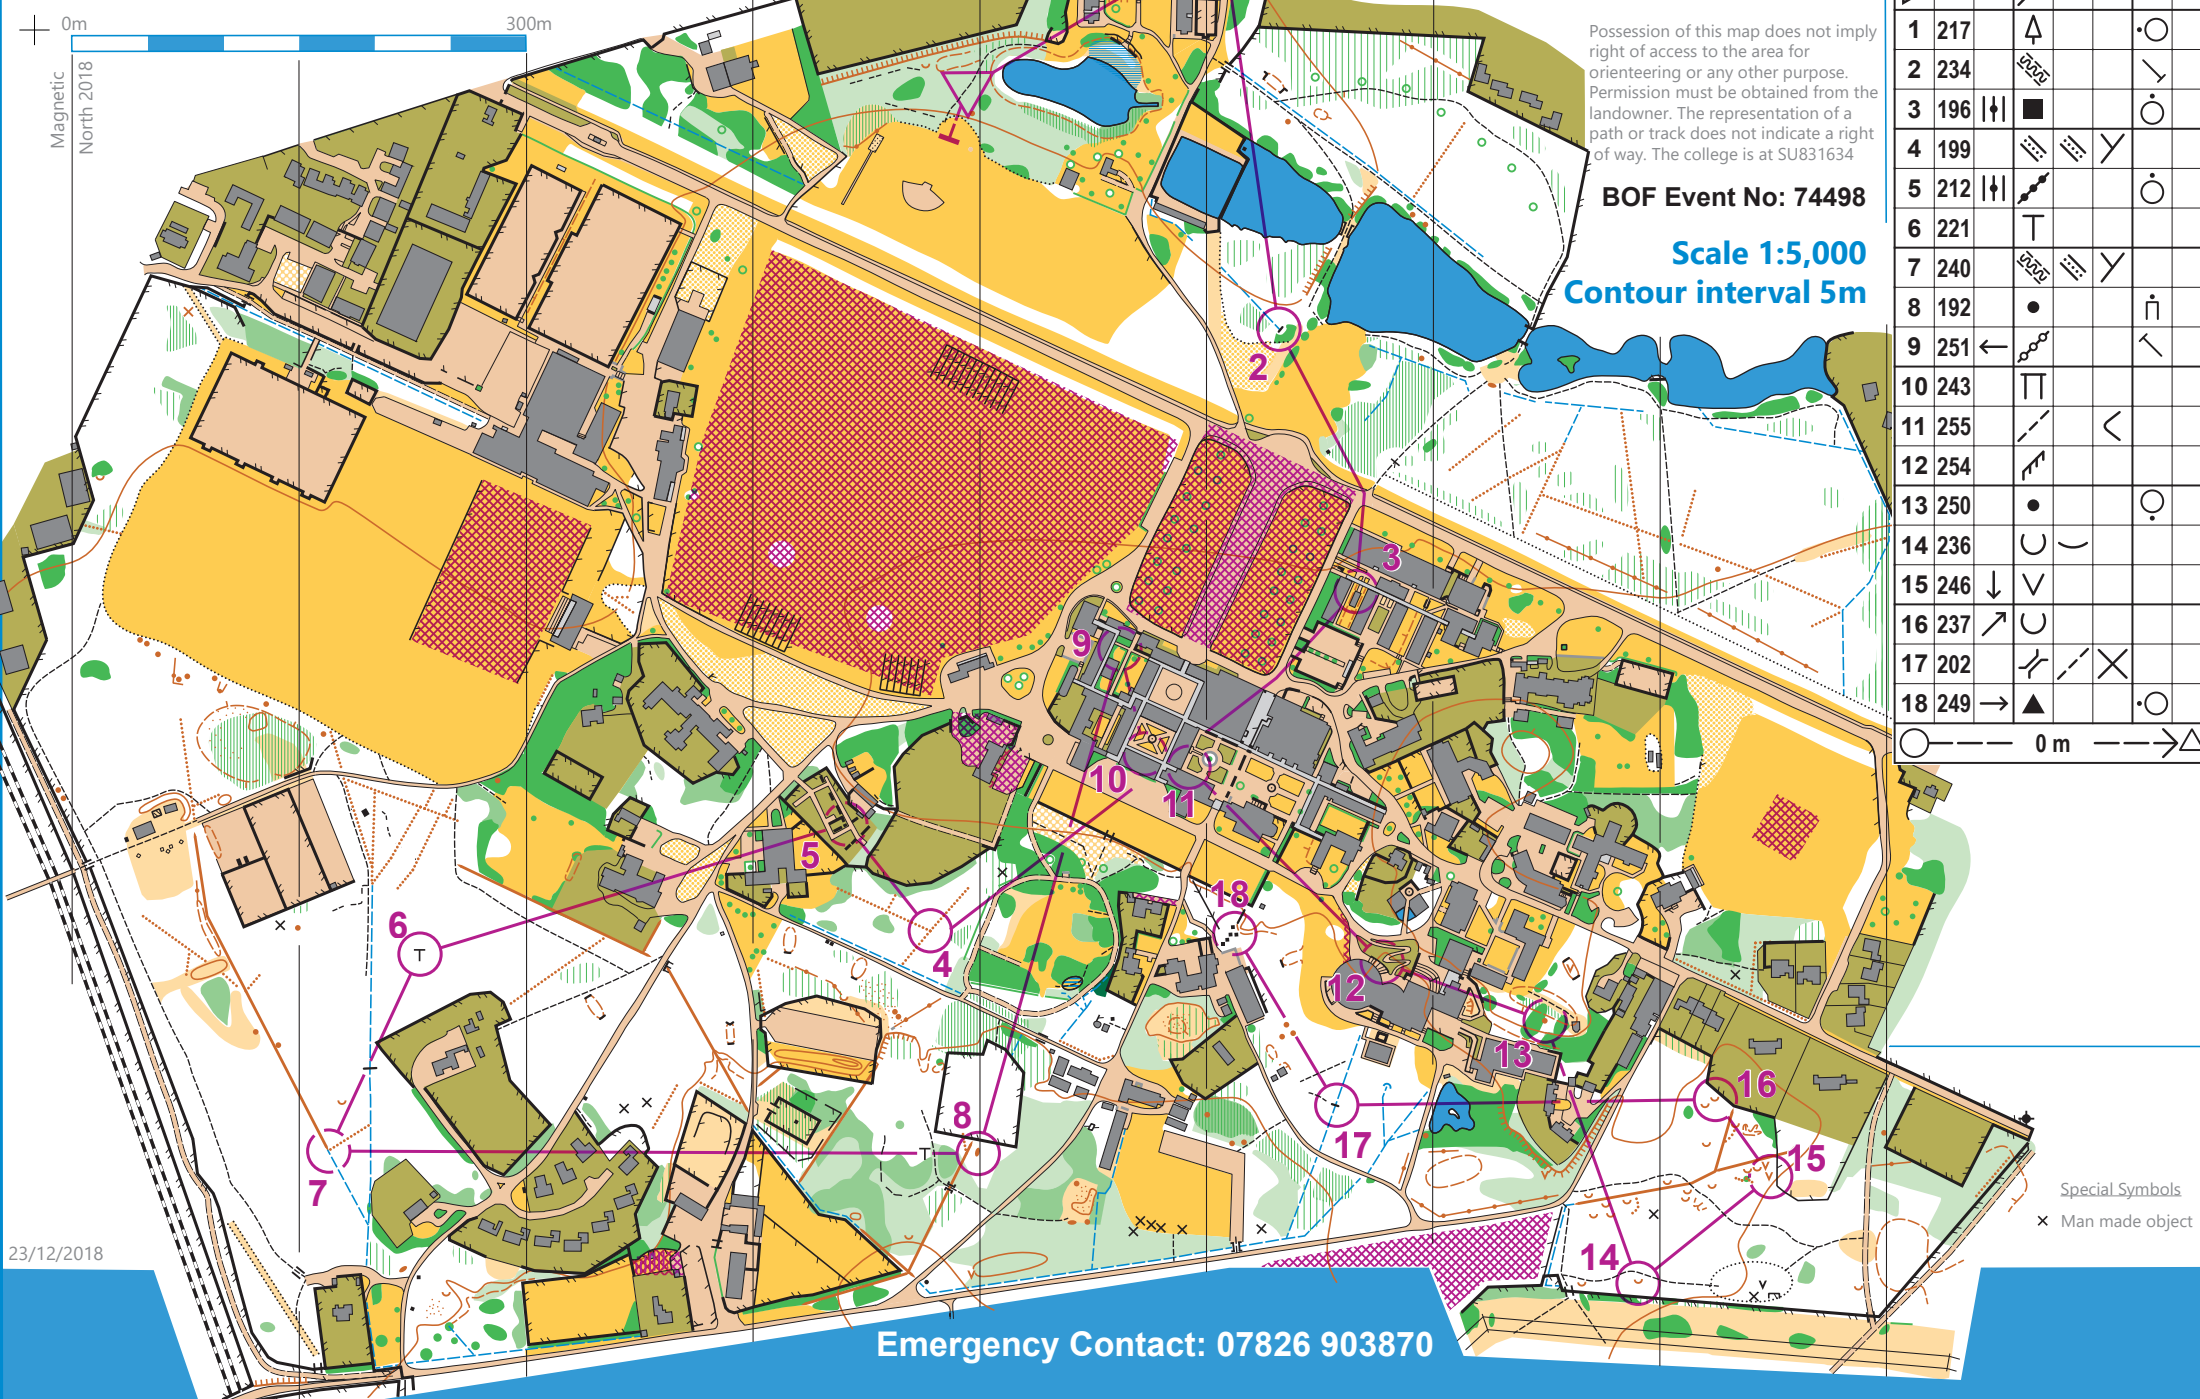 0m 300m
Magnetic
North 2018
Possession of this map does not imply
right of access to the area for
orienteering or any other purpose.
Permission must be obtained from the
landowner. The representation of a
path or track does not indicate a right
of way. The college is at SU831634
BOF Event No: 74498
Scale 1:5,000
Contour interval 5m
1 217
2 234
3 196
4 199
5 212
6 221
7 240
8 192
9 251
10 243
11 255
12 254
13 250
14 236
15 246
16 237
17 202
18 249
0 m
2
3
9
10
11
5
18
6
4
12
13
16
8
17
15
7
14
Special Symbols
× Man made object
23/12/2018
Emergency Contact: 07826 903870